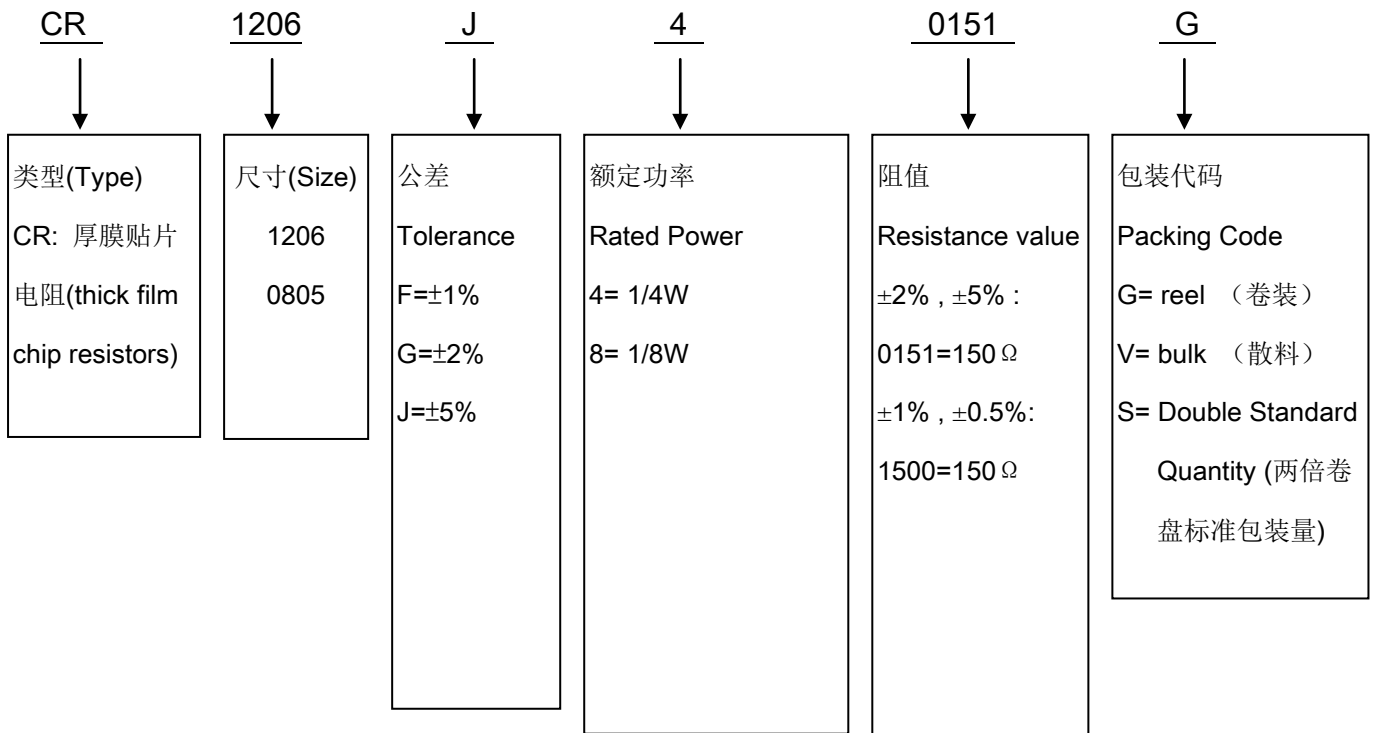 CR 1206 J 4 0151 G
类型(Type)
CR: 厚膜贴片
电阻(thick film
chip resistors)
尺寸(Size)
1206
0805
公差
Tolerance
F=±1%
G=±2%
J=±5%
额定功率
Rated Power
4= 1/4W
8= 1/8W
阻值
Resistance value
±2% , ±5% :
0151=150 Ω
±1% , ±0.5%:
1500=150 Ω
包装代码
Packing Code
G= reel （卷装）
V= bulk （散料）
S= Double Standard
Quantity (两倍卷
盘标准包装量)